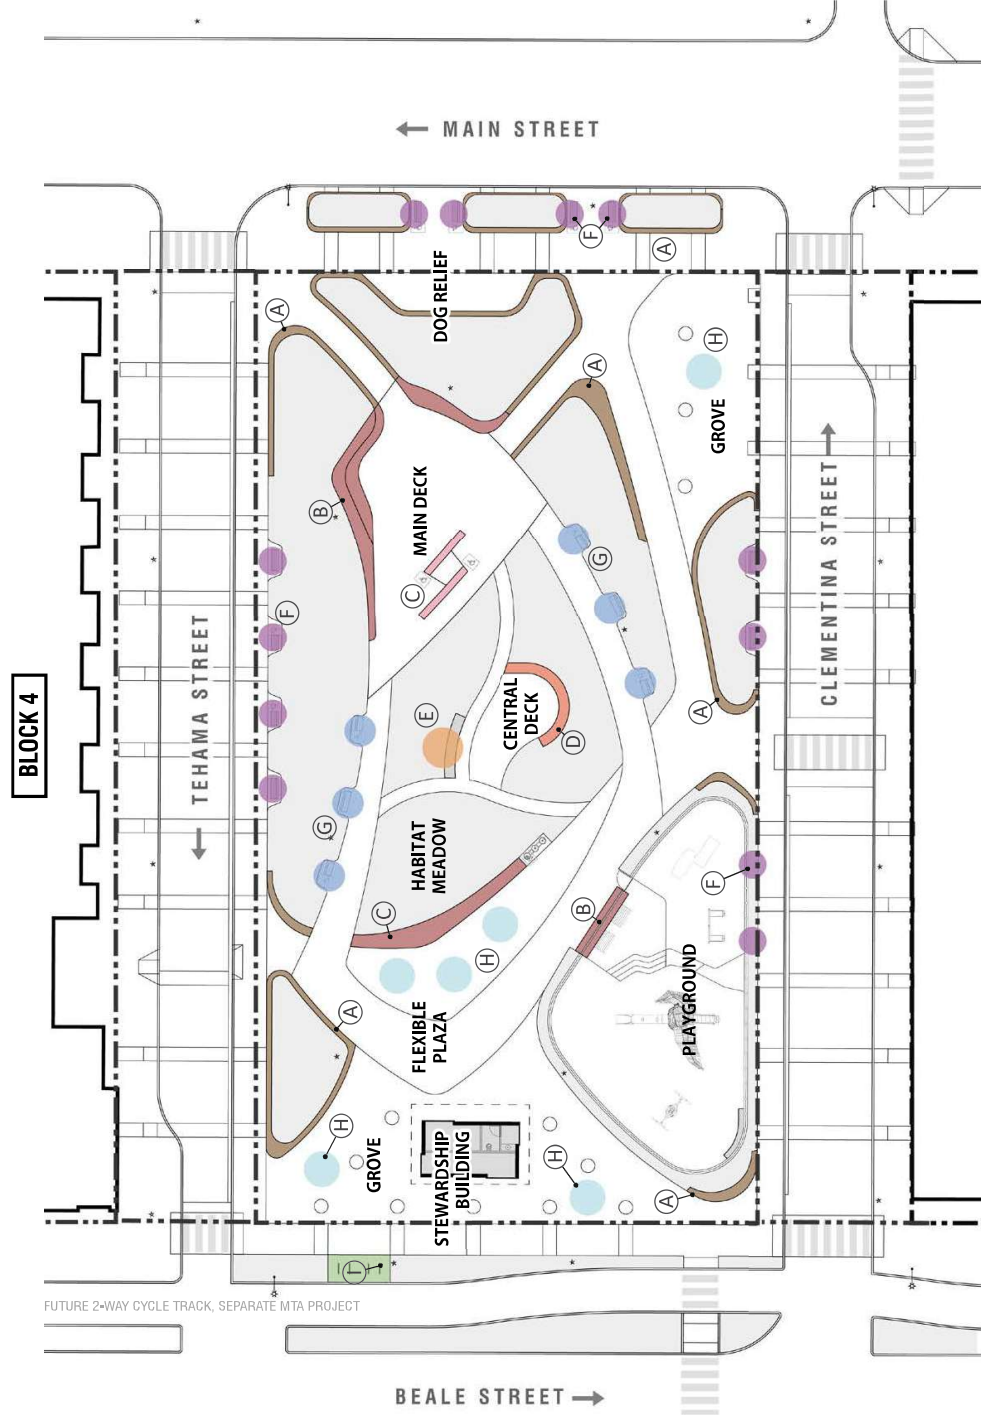 MAIN STREET
F
A
DOG RELIEF
A
H
A
GROVE
B
MAIN DECK
G
C
CLEMENTINA STREET
F
TEHAMA STREET
BLOCK 4
E
CENTRAL
DECK
D
A
G
HABITAT
MEADOW
F
C
B
H
PLAYGROUND
A
FLEXIBLE
PLAZA
H
GROVE
STEWARDSHIP
BUILDING
H
A
I
FUTURE 2-WAY CYCLE TRACK, SEPARATE MTA PROJECT
BEALE STREET